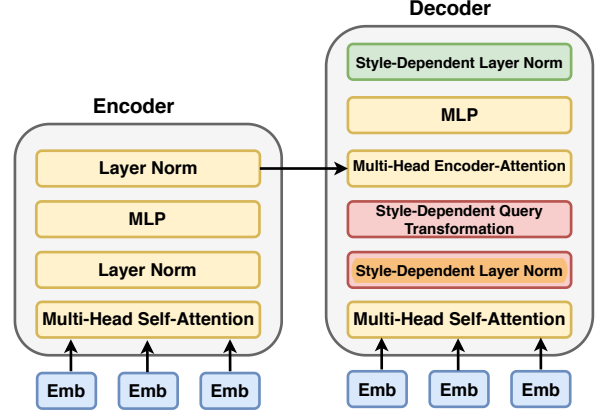 Encoder
Layer Norm
MLP
Layer Norm
Multi-Head Self-Attention
Emb
Emb
Emb
Decoder
Style-Dependent Layer Norm
MLP
Multi-Head Encoder-Attention
Style-Dependent Query
Transformation
Style-Dependent Layer Norm
Multi-Head Self-Attention
Emb
Emb
Emb